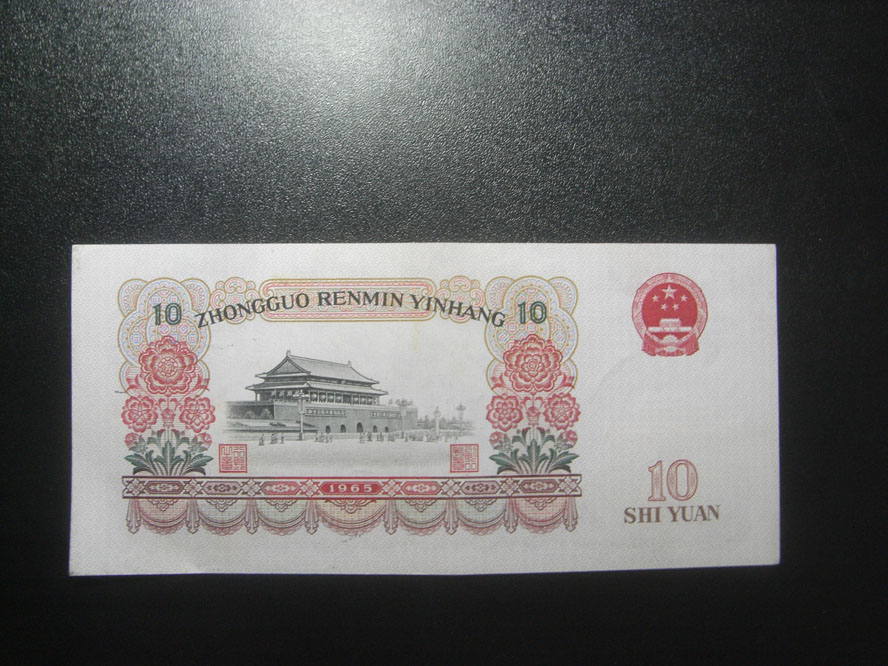 10 ZHONGGUO RENMIN YINHANG 10
1965
10
SHI YUAN